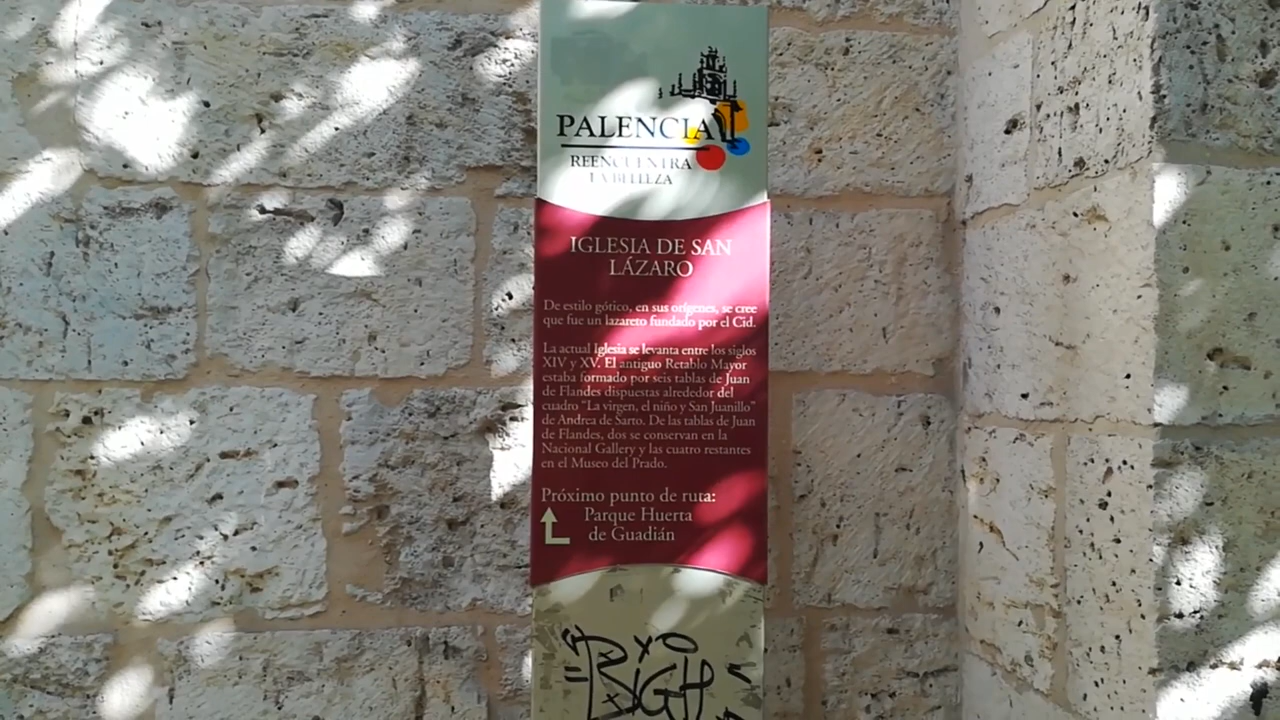 PALENCIA
REENCUENTRA
LA BELLEZA
IGLESIA DE SAN
LÁZARO
De estilo gótico, en sus orígenes, se cree
que fue un lazareto fundado por el Cid.
La actual Iglesia se levanta entre los siglos
XIV y XV. El antiguo Retablo Mayor
estaba formado por seis tablas de Juan
de Flandes dispuestas alrededor del
cuadro "La virgen, el niño y San Juanillo"
de Andrea de Sarto. De las tablas de Juan
de Flandes, dos se conservan en la
Nacional Gallery y las cuatro restantes
en el Museo del Prado.
Próximo punto de ruta:
Parque Huerta
de Guadián